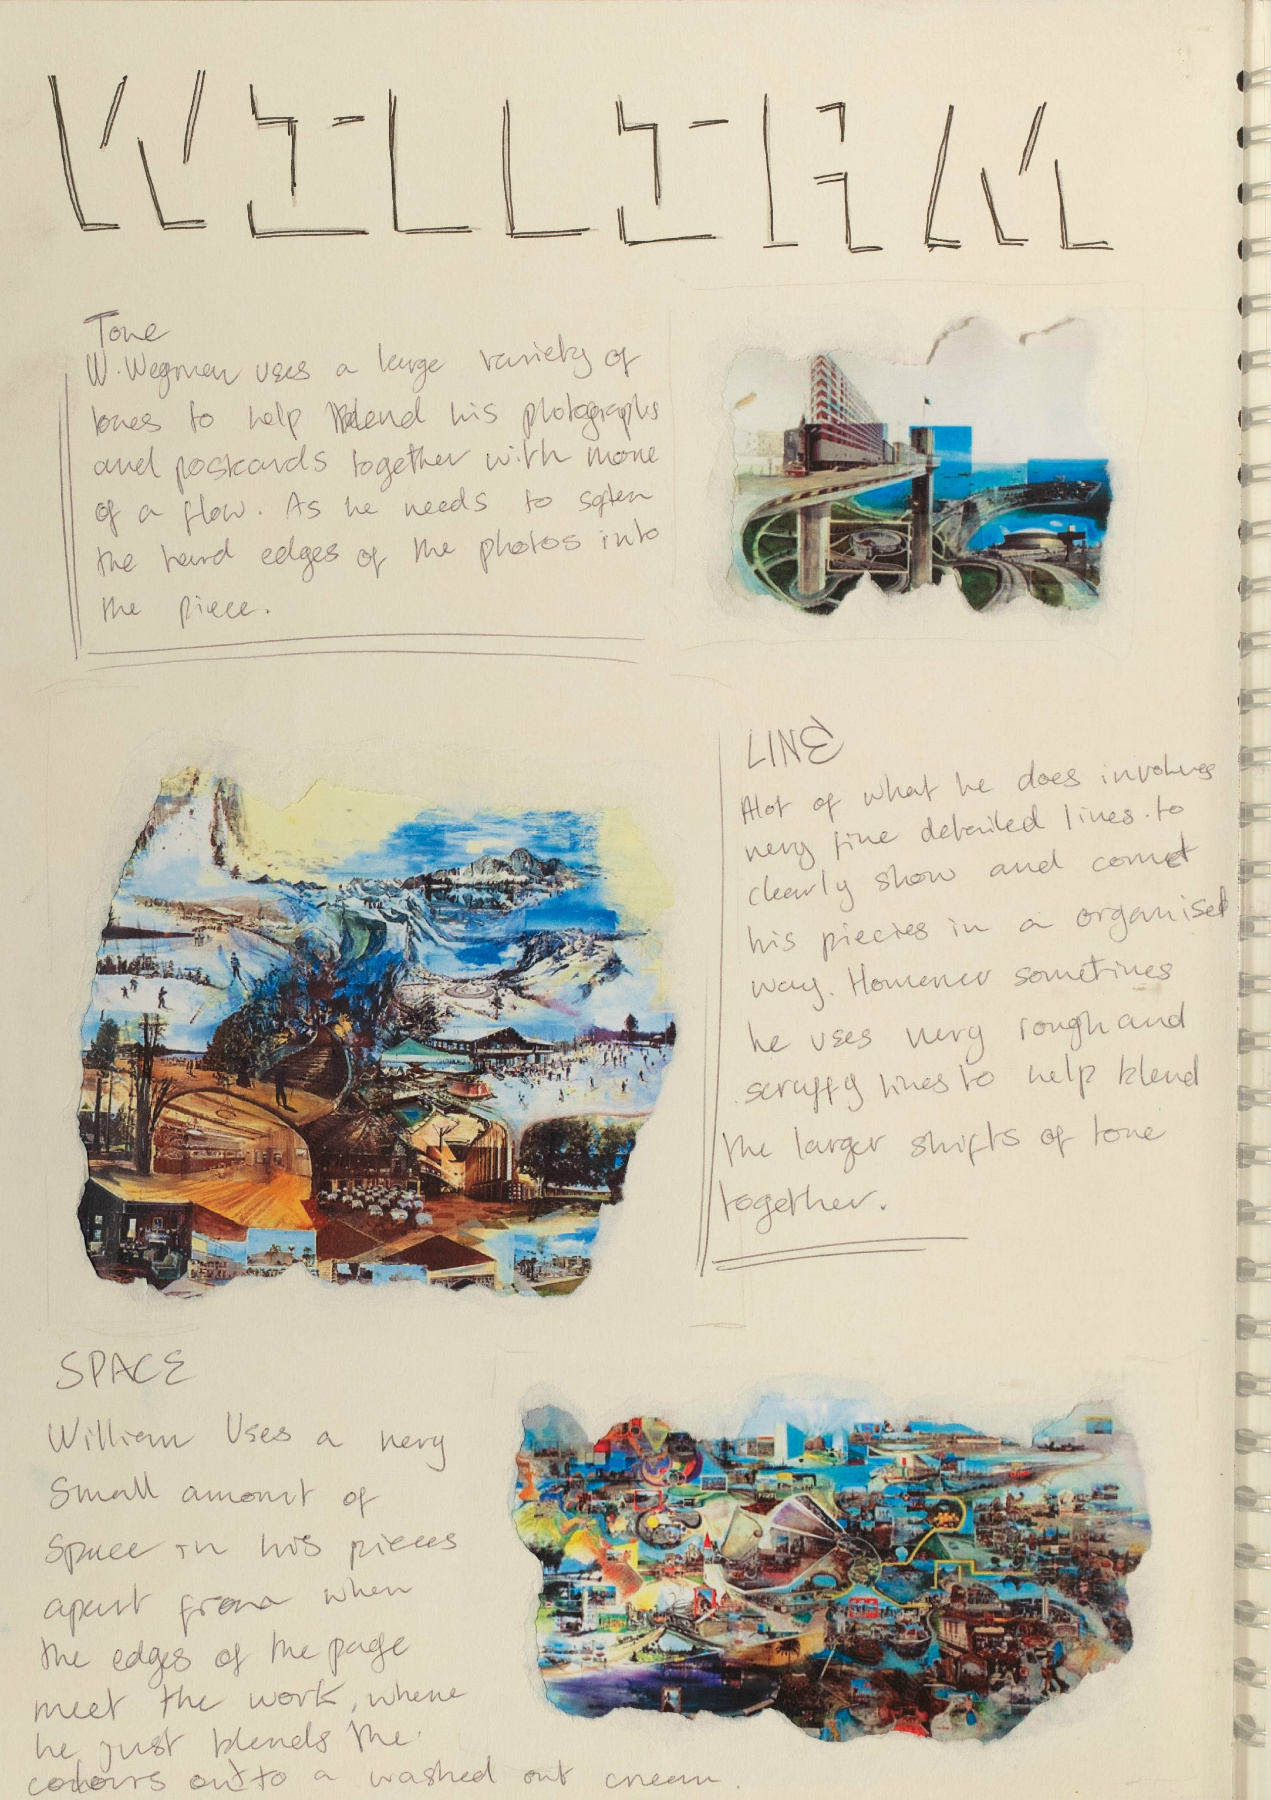 WILLIAM
Tone
W. Wegman uses a large variety of
tones to help blend his photographs
and postcards together with more
of a flow. As he needs to soften
the hard edges of the photos into
the piece.
LINE
Alot of what he does involves
very fine detailed lines to
clearly show and connect
his piecies in a organised
way. However sometimes
he uses very rough and
scruffy lines to help blend
the larger shifts of tone
together.
SPACE
William Uses a very
Small amount of
Space in his pieces
apart from when
the edges of the page
meet the work, where
he just blends the
colours out to a washed out cream.